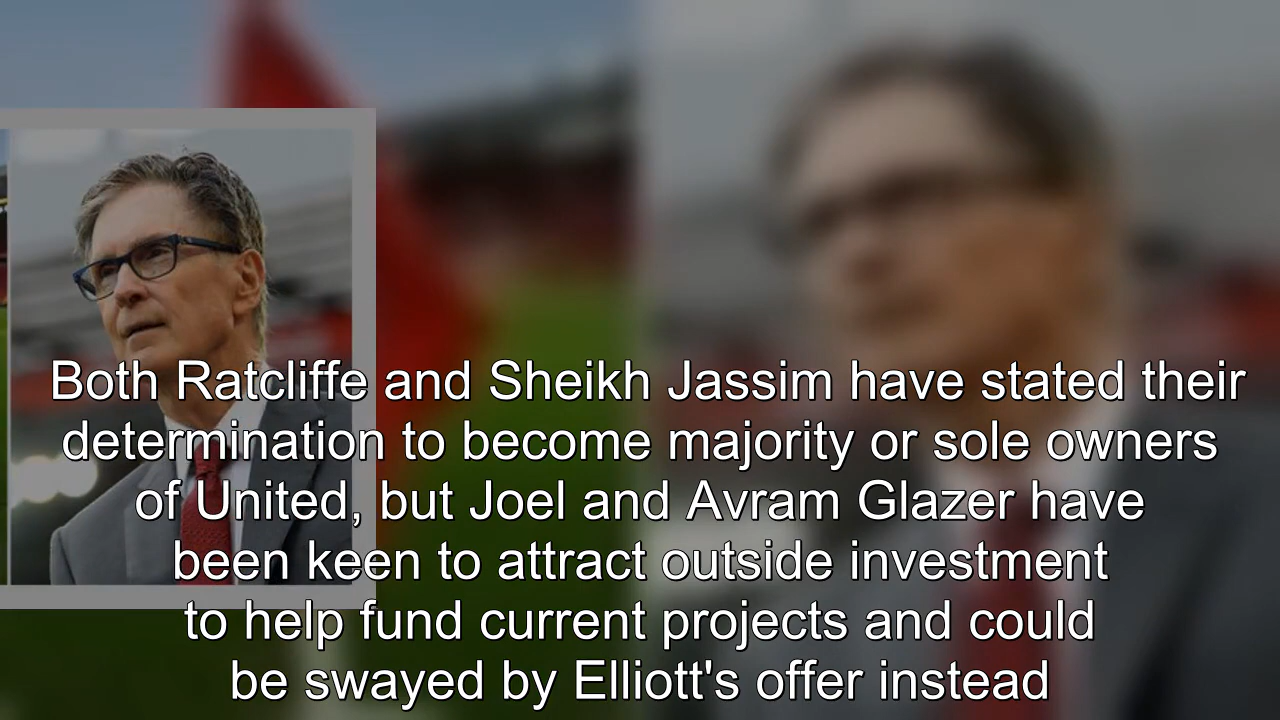 Both Ratcliffe and Sheikh Jassim have stated their
determination to become majority or sole owners
of United, but Joel and Avram Glazer have
been keen to attract outside investment
to help fund current projects and could
be swayed by Elliott's offer instead